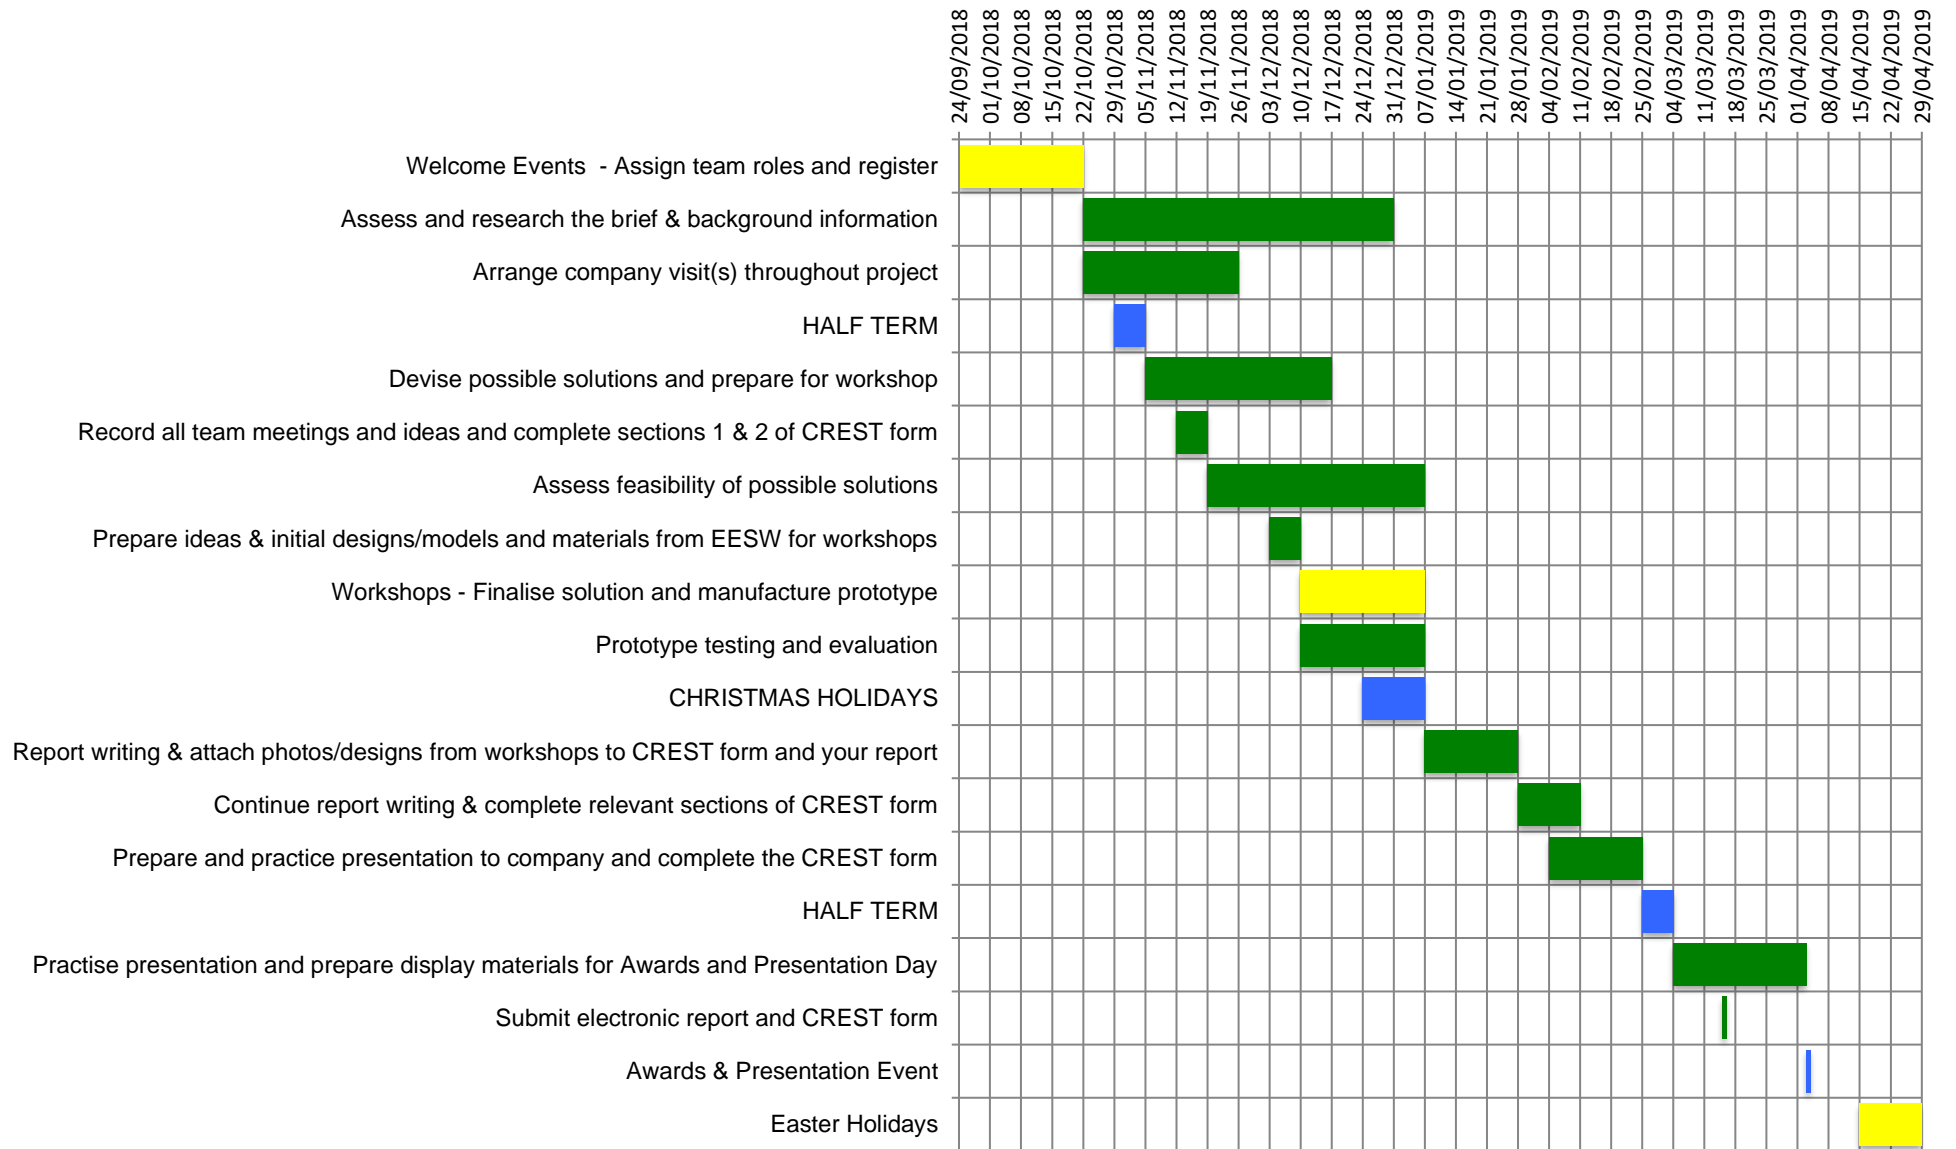 24/09/2018
01/10/2018
08/10/2018
15/10/2018
22/10/2018
29/10/2018
05/11/2018
12/11/2018
19/11/2018
26/11/2018
03/12/2018
10/12/2018
17/12/2018
24/12/2018
31/12/2018
07/01/2019
14/01/2019
21/01/2019
28/01/2019
04/02/2019
11/02/2019
18/02/2019
25/02/2019
04/03/2019
11/03/2019
18/03/2019
25/03/2019
01/04/2019
08/04/2019
15/04/2019
22/04/2019
29/04/2019
Welcome Events  - Assign team roles and register
Assess and research the brief & background information
Arrange company visit(s) throughout project
HALF TERM
Devise possible solutions and prepare for workshop
Record all team meetings and ideas and complete sections 1 & 2 of CREST form
Assess feasibility of possible solutions
Prepare ideas & initial designs/models and materials from EESW for workshops
Workshops - Finalise solution and manufacture prototype
Prototype testing and evaluation
CHRISTMAS HOLIDAYS
Report writing & attach photos/designs from workshops to CREST form and your report
Continue report writing & complete relevant sections of CREST form
Prepare and practice presentation to company and complete the CREST form
HALF TERM
Practise presentation and prepare display materials for Awards and Presentation Day
Submit electronic report and CREST form
Awards & Presentation Event
Easter Holidays